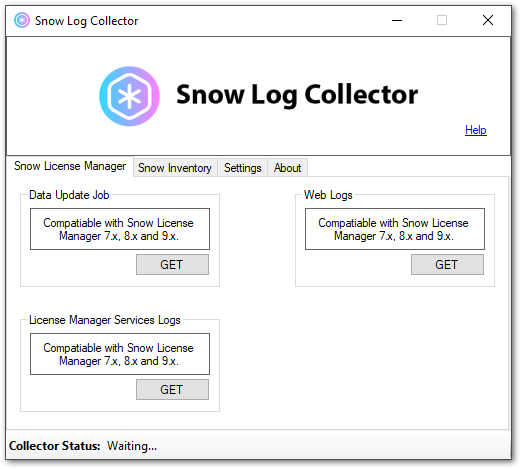 Snow Log Collector
Snow Log Collector
Help
Snow License Manager Snow Inventory Settings About
Data Update Job
Compatiable with Snow License
Manager 7.x, 8.x and 9.x.
GET
Web Logs
Compatiable with Snow License
Manager 7.x, 8.x and 9.x.
GET
License Manager Services Logs
Compatiable with Snow License
Manager 7.x, 8.x and 9.x.
GET
Collector Status: Waiting...